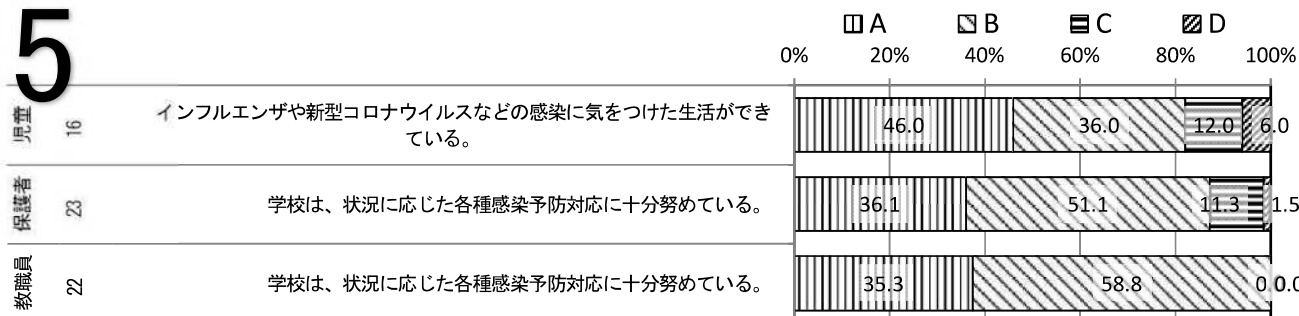 5
A B C D
0% 20% 40% 60% 80% 100%
児童 16 インフルエンザや新型コロナウイルスなどの感染に気をつけた生活ができ
ている。
46.0 36.0 12.0 6.0
保護者 23 学校は、状況に応じた各種感染予防対応に十分努めている。 36.1 51.1 11.3 1.5
教職員 22 学校は、状況に応じた各種感染予防対応に十分努めている。 35.3 58.8 0.0 0.0